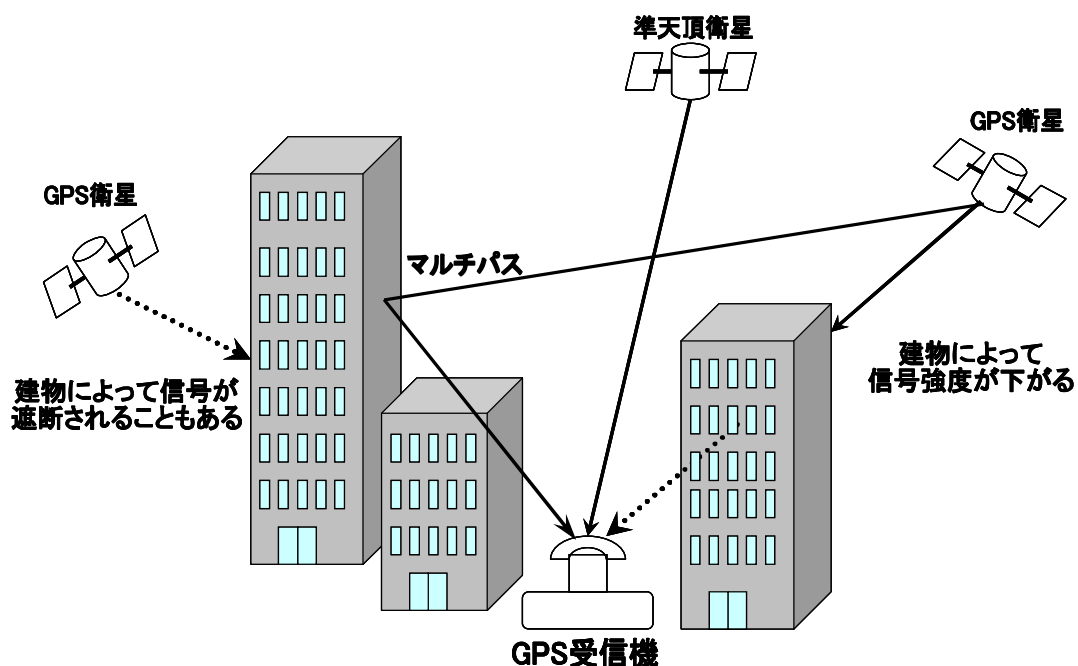 準天頂衛星
GPS衛星
GPS衛星
マルチパス
建物によって信号が
遮断されることもある
建物によって
信号強度が下がる
GPS受信機